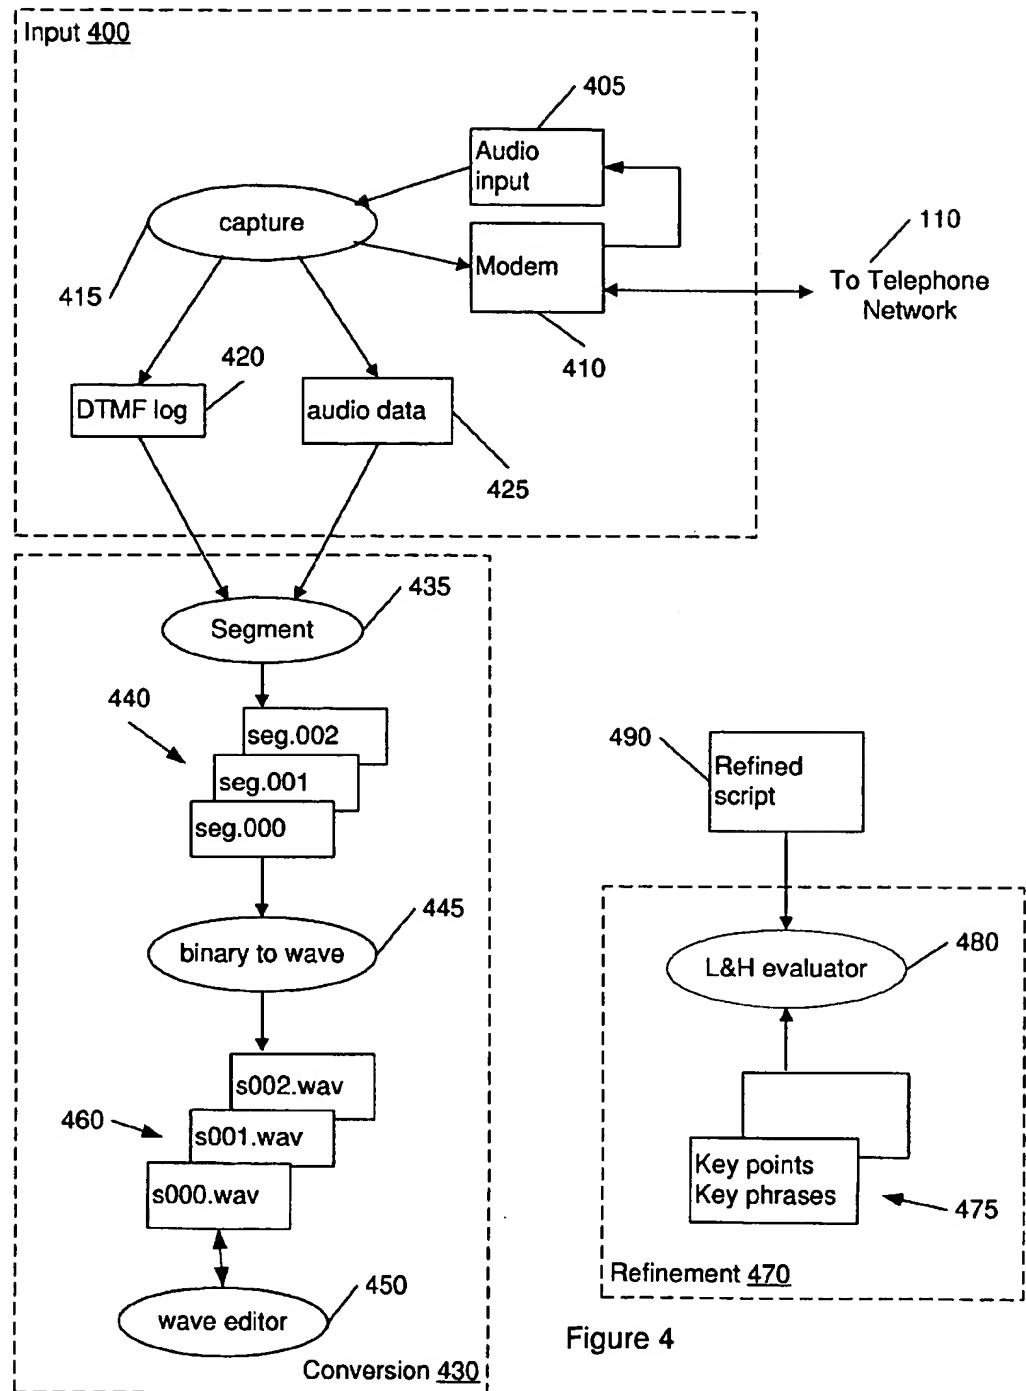 Input 400
405
Audio
input
capture
110
Modem
To Telephone
Network
415
410
420
DTMF log
audio data
425
435
Segment
440
seg.002
seg.001
seg.000
490
Refined
script
445
binary to wave
480
L&H evaluator
s002.wav
460
s001.wav
s000.wav
Key points
Key phrases
475
450
wave editor
Refinement 470
Figure 4
Conversion 430